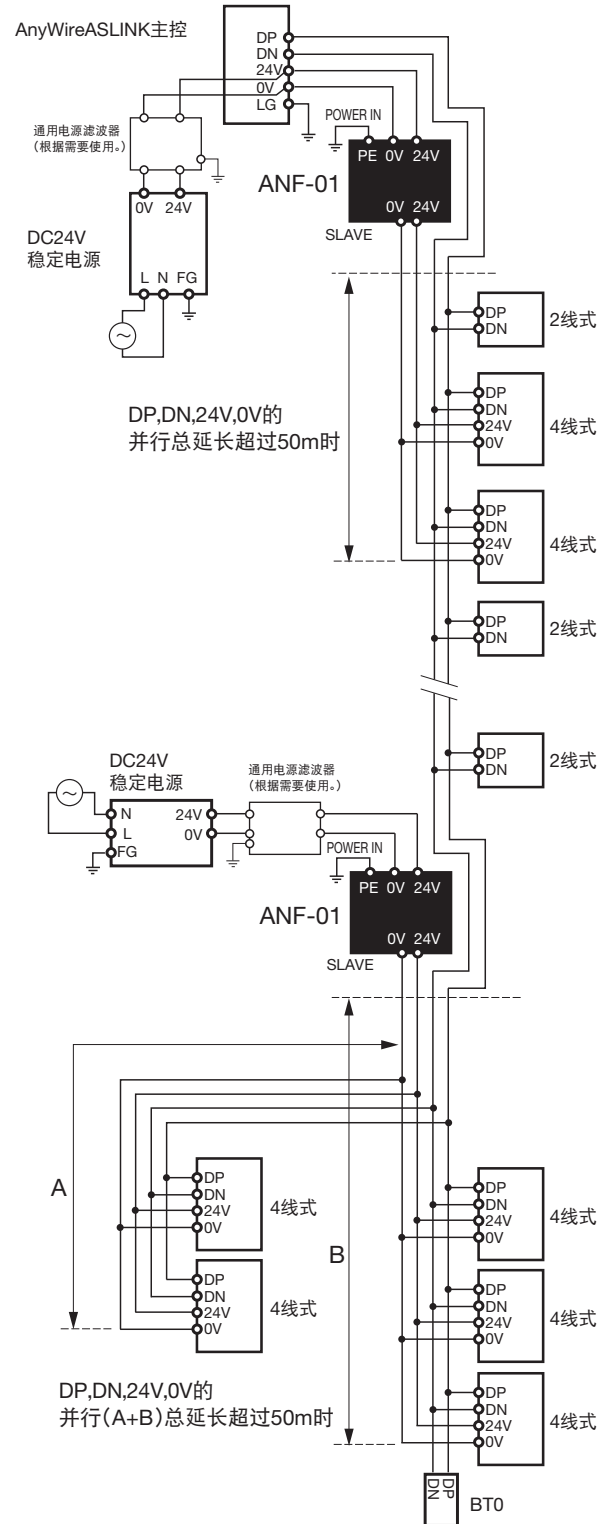 AnyWireASLINK主控
DP
DN
24V
0V
LG
通用电源滤波器
（根据需要使用。）
POWER IN
PE 0V 24V
ANF-01
0V 24V
SLAVE
0V 24V
DC24V
稳定电源
L N FG
DP
DN
2线式
DP,DN,24V,0V的
并行总延长超过50m时
DP
DN
24V
0V
4线式
DP
DN
24V
0V
4线式
DP
DN
2线式
DP
DN
2线式
DC24V
稳定电源
通用电源滤波器
（根据需要使用。）
N
L
FG
24V
0V
POWER IN
PE 0V 24V
ANF-01
0V 24V
SLAVE
A
B
DP
DN
24V
0V
4线式
DP
DN
24V
0V
4线式
DP
DN
24V
0V
4线式
DP
DN
24V
0V
4线式
DP
DN
24V
0V
4线式
DP,DN,24V,0V的
并行（A+B）总延长超过50m时
DP
DN
BT0